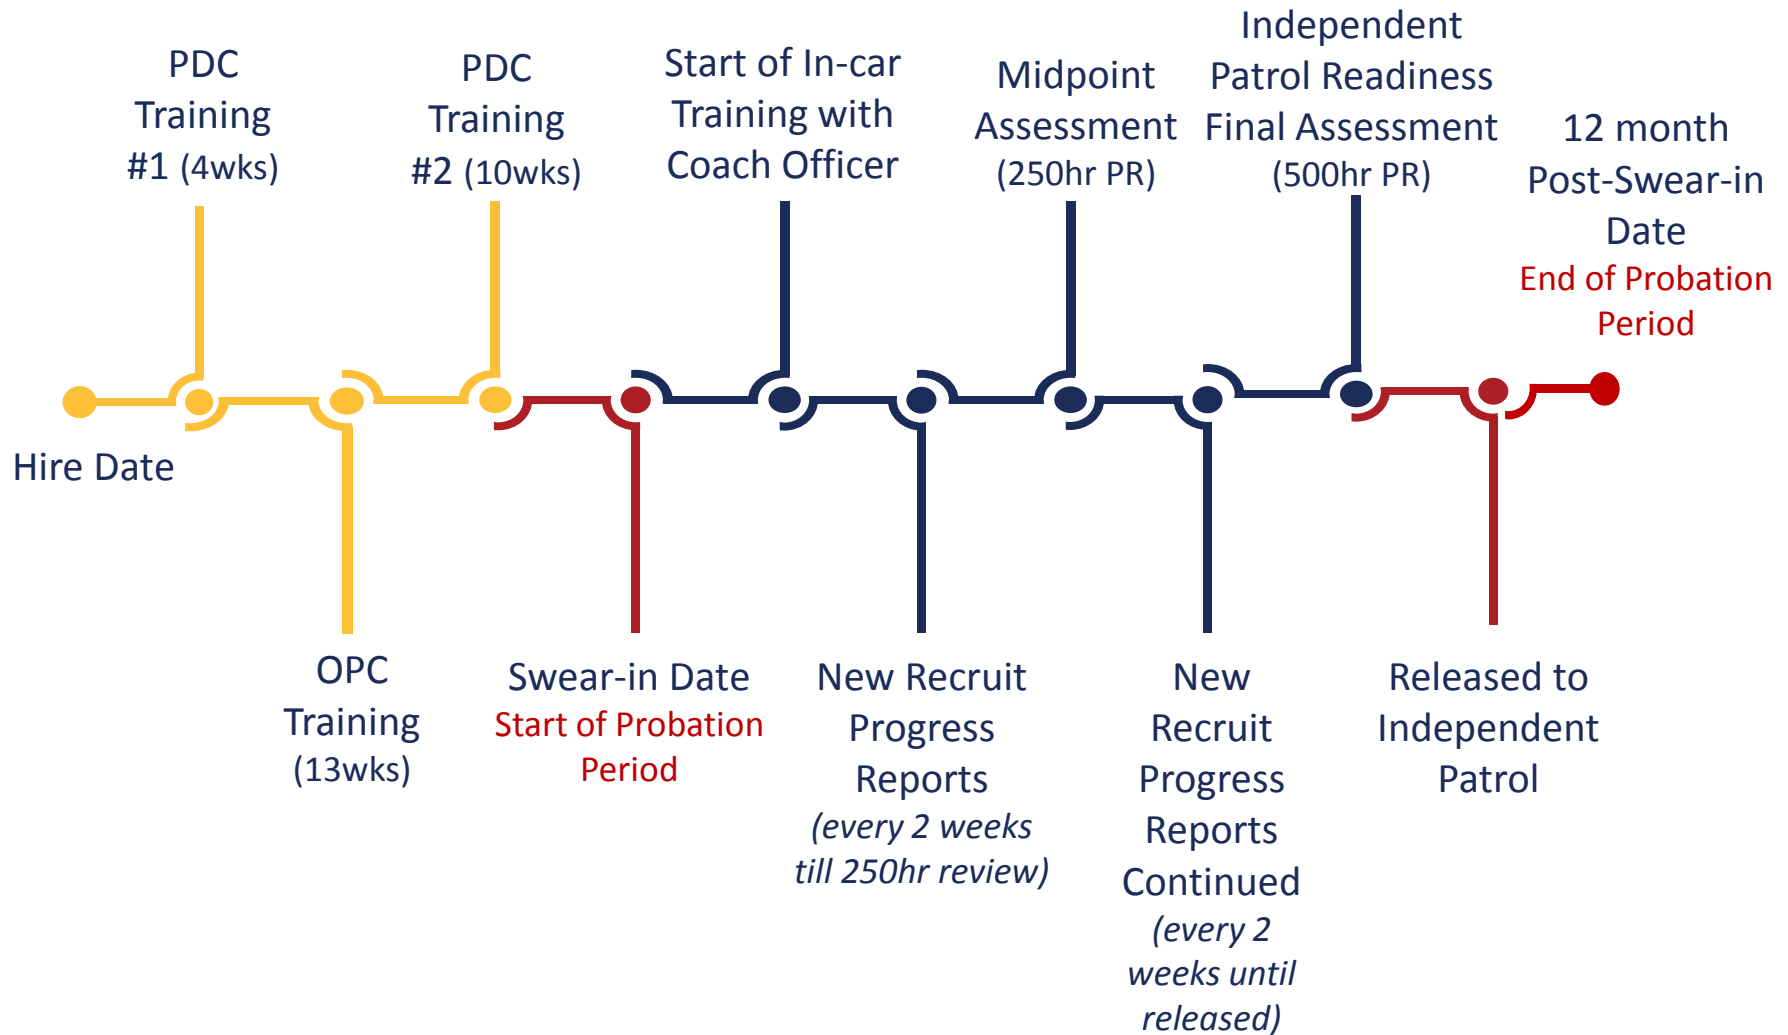 Hire Date
PDC
Training
#1 (4wks)
OPC
Training
(13wks)
PDC
Training
#2 (10wks)
Swear-in Date
Start of Probation
Period
Start of In-car
Training with
Coach Officer
New Recruit
Progress
Reports
(every 2 weeks
till 250hr review)
Midpoint
Assessment
(250hr PR)
New
Recruit
Progress
Reports
Continued
(every 2
weeks until
released)
Independent
Patrol Readiness
Final Assessment
(500hr PR)
Released to
Independent
Patrol
12 month
Post-Swear-in
Date
End of Probation
Period